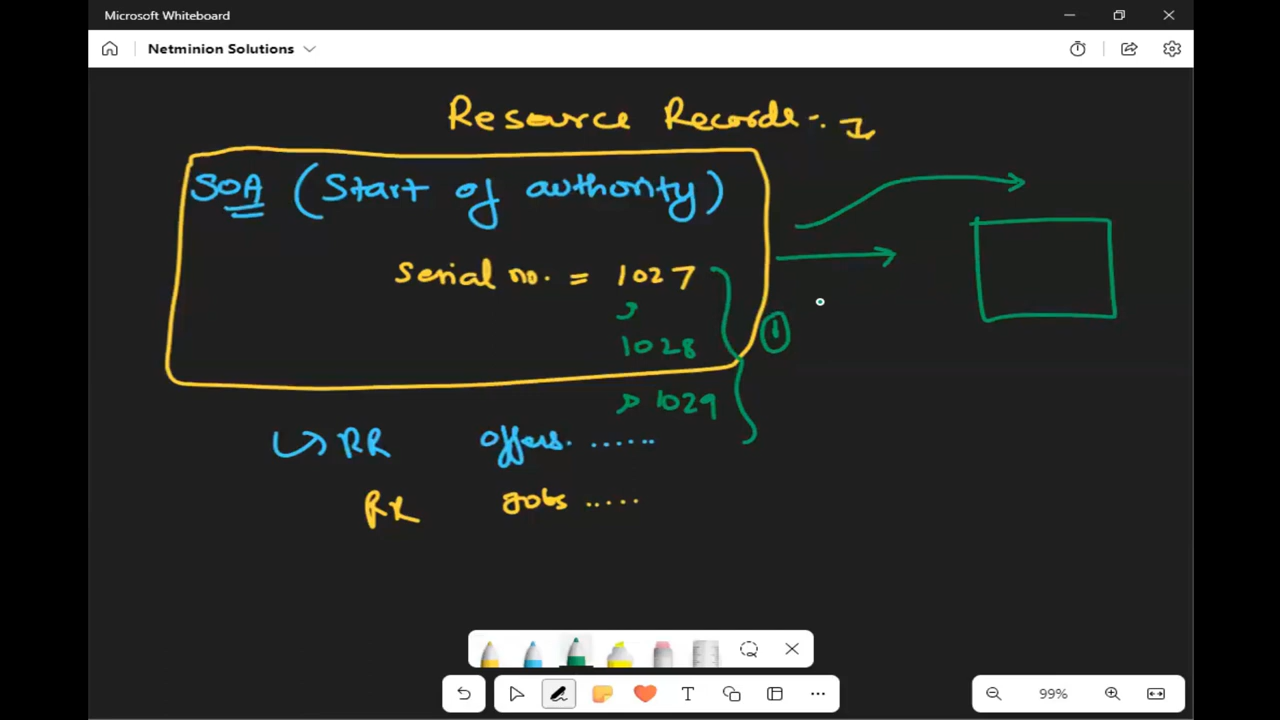 Microsoft Whiteboard
Netminion Solutions
Resource Records-. I
SOA (Start of authority)
Serial no. = 1027
1028
1029
1
RR offers. ......
RR jobs .....
99%